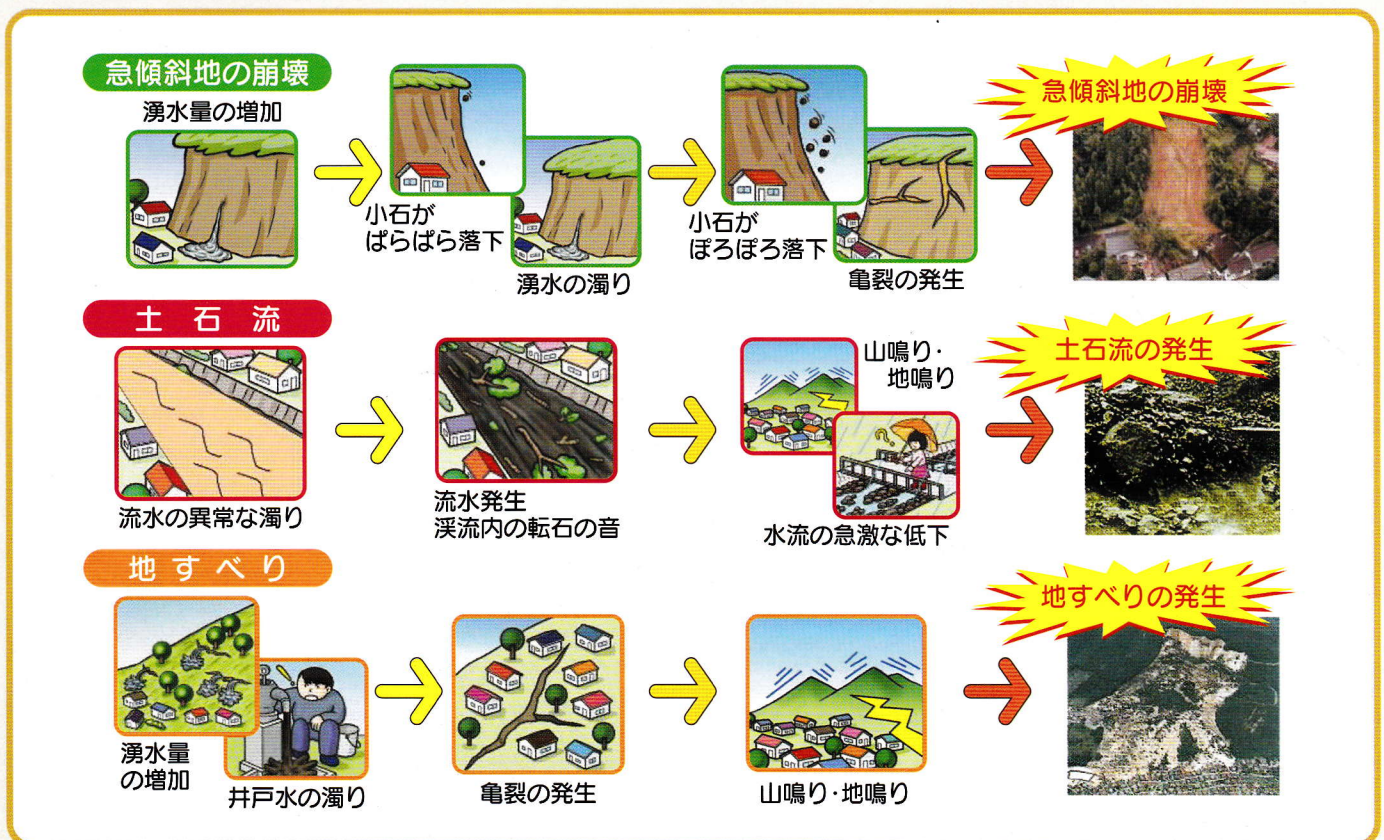 急傾斜地の崩壊
湧水量の増加
小石が
ぱらぱら落下
湧水の濁り
小石が
ぽろぽろ落下
亀裂の発生
急傾斜地の崩壊
土石流
流水の異常な濁り
流水発生
渓流内の転石の音
山鳴り・
地鳴り
水流の急激な低下
土石流の発生
地すべり
湧水量
の増加
井戸水の濁り
亀裂の発生
山鳴り・地鳴り
地すべりの発生